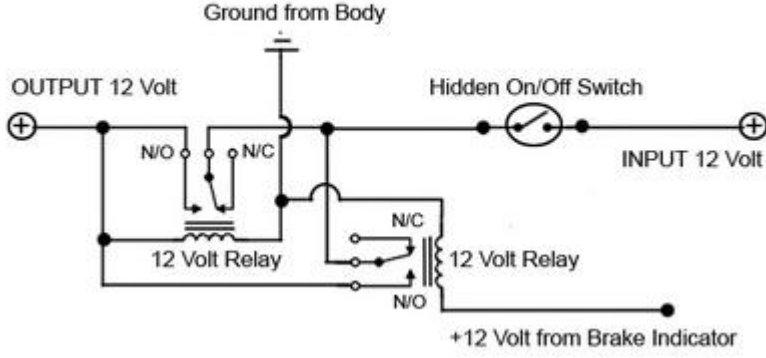 Ground from Body
OUTPUT 12 Volt
Hidden On/Off Switch
N/O
N/C
INPUT 12 Volt
N/C
12 Volt Relay
12 Volt Relay
N/O
+12 Volt from Brake Indicator